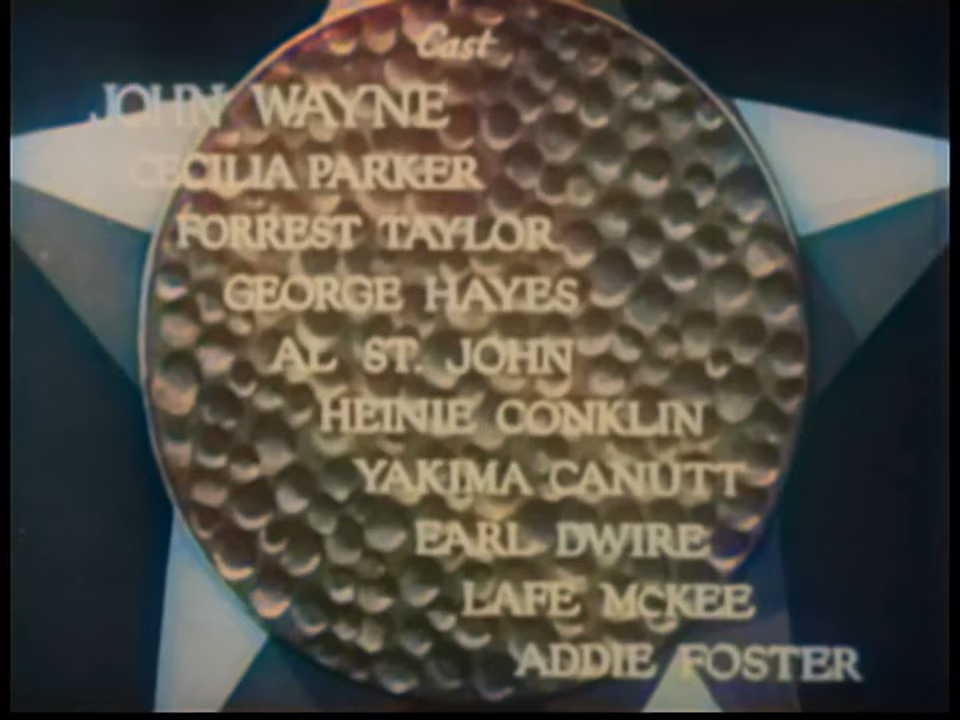 Cast
JOHN WAYNE
CECILIA PARKER
FORREST TAYLOR
GEORGE HAYES
AL ST. JOHN
HEINIE CONKLIN
YAKIMA CANUTT
EARL DWIRE
LAFE McKEE
ADDIE FOSTER